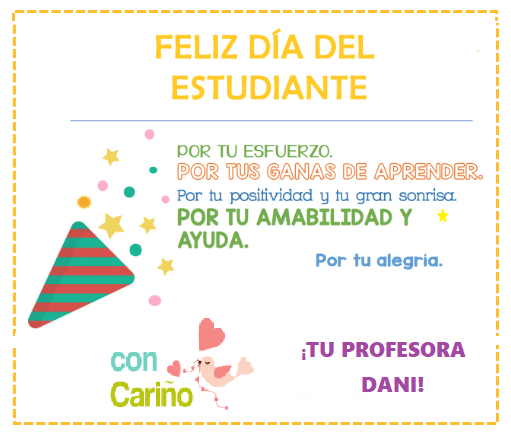 FELIZ DÍA DEL
ESTUDIANTE
POR TU ESFUERZO.
POR TUS GANAS DE APRENDER.
Por tu positividad y tu gran sonrisa.
POR TU AMABILIDAD Y
AYUDA.
Por tu alegria.
con
Cariño
¡TU PROFESORA
DANI!